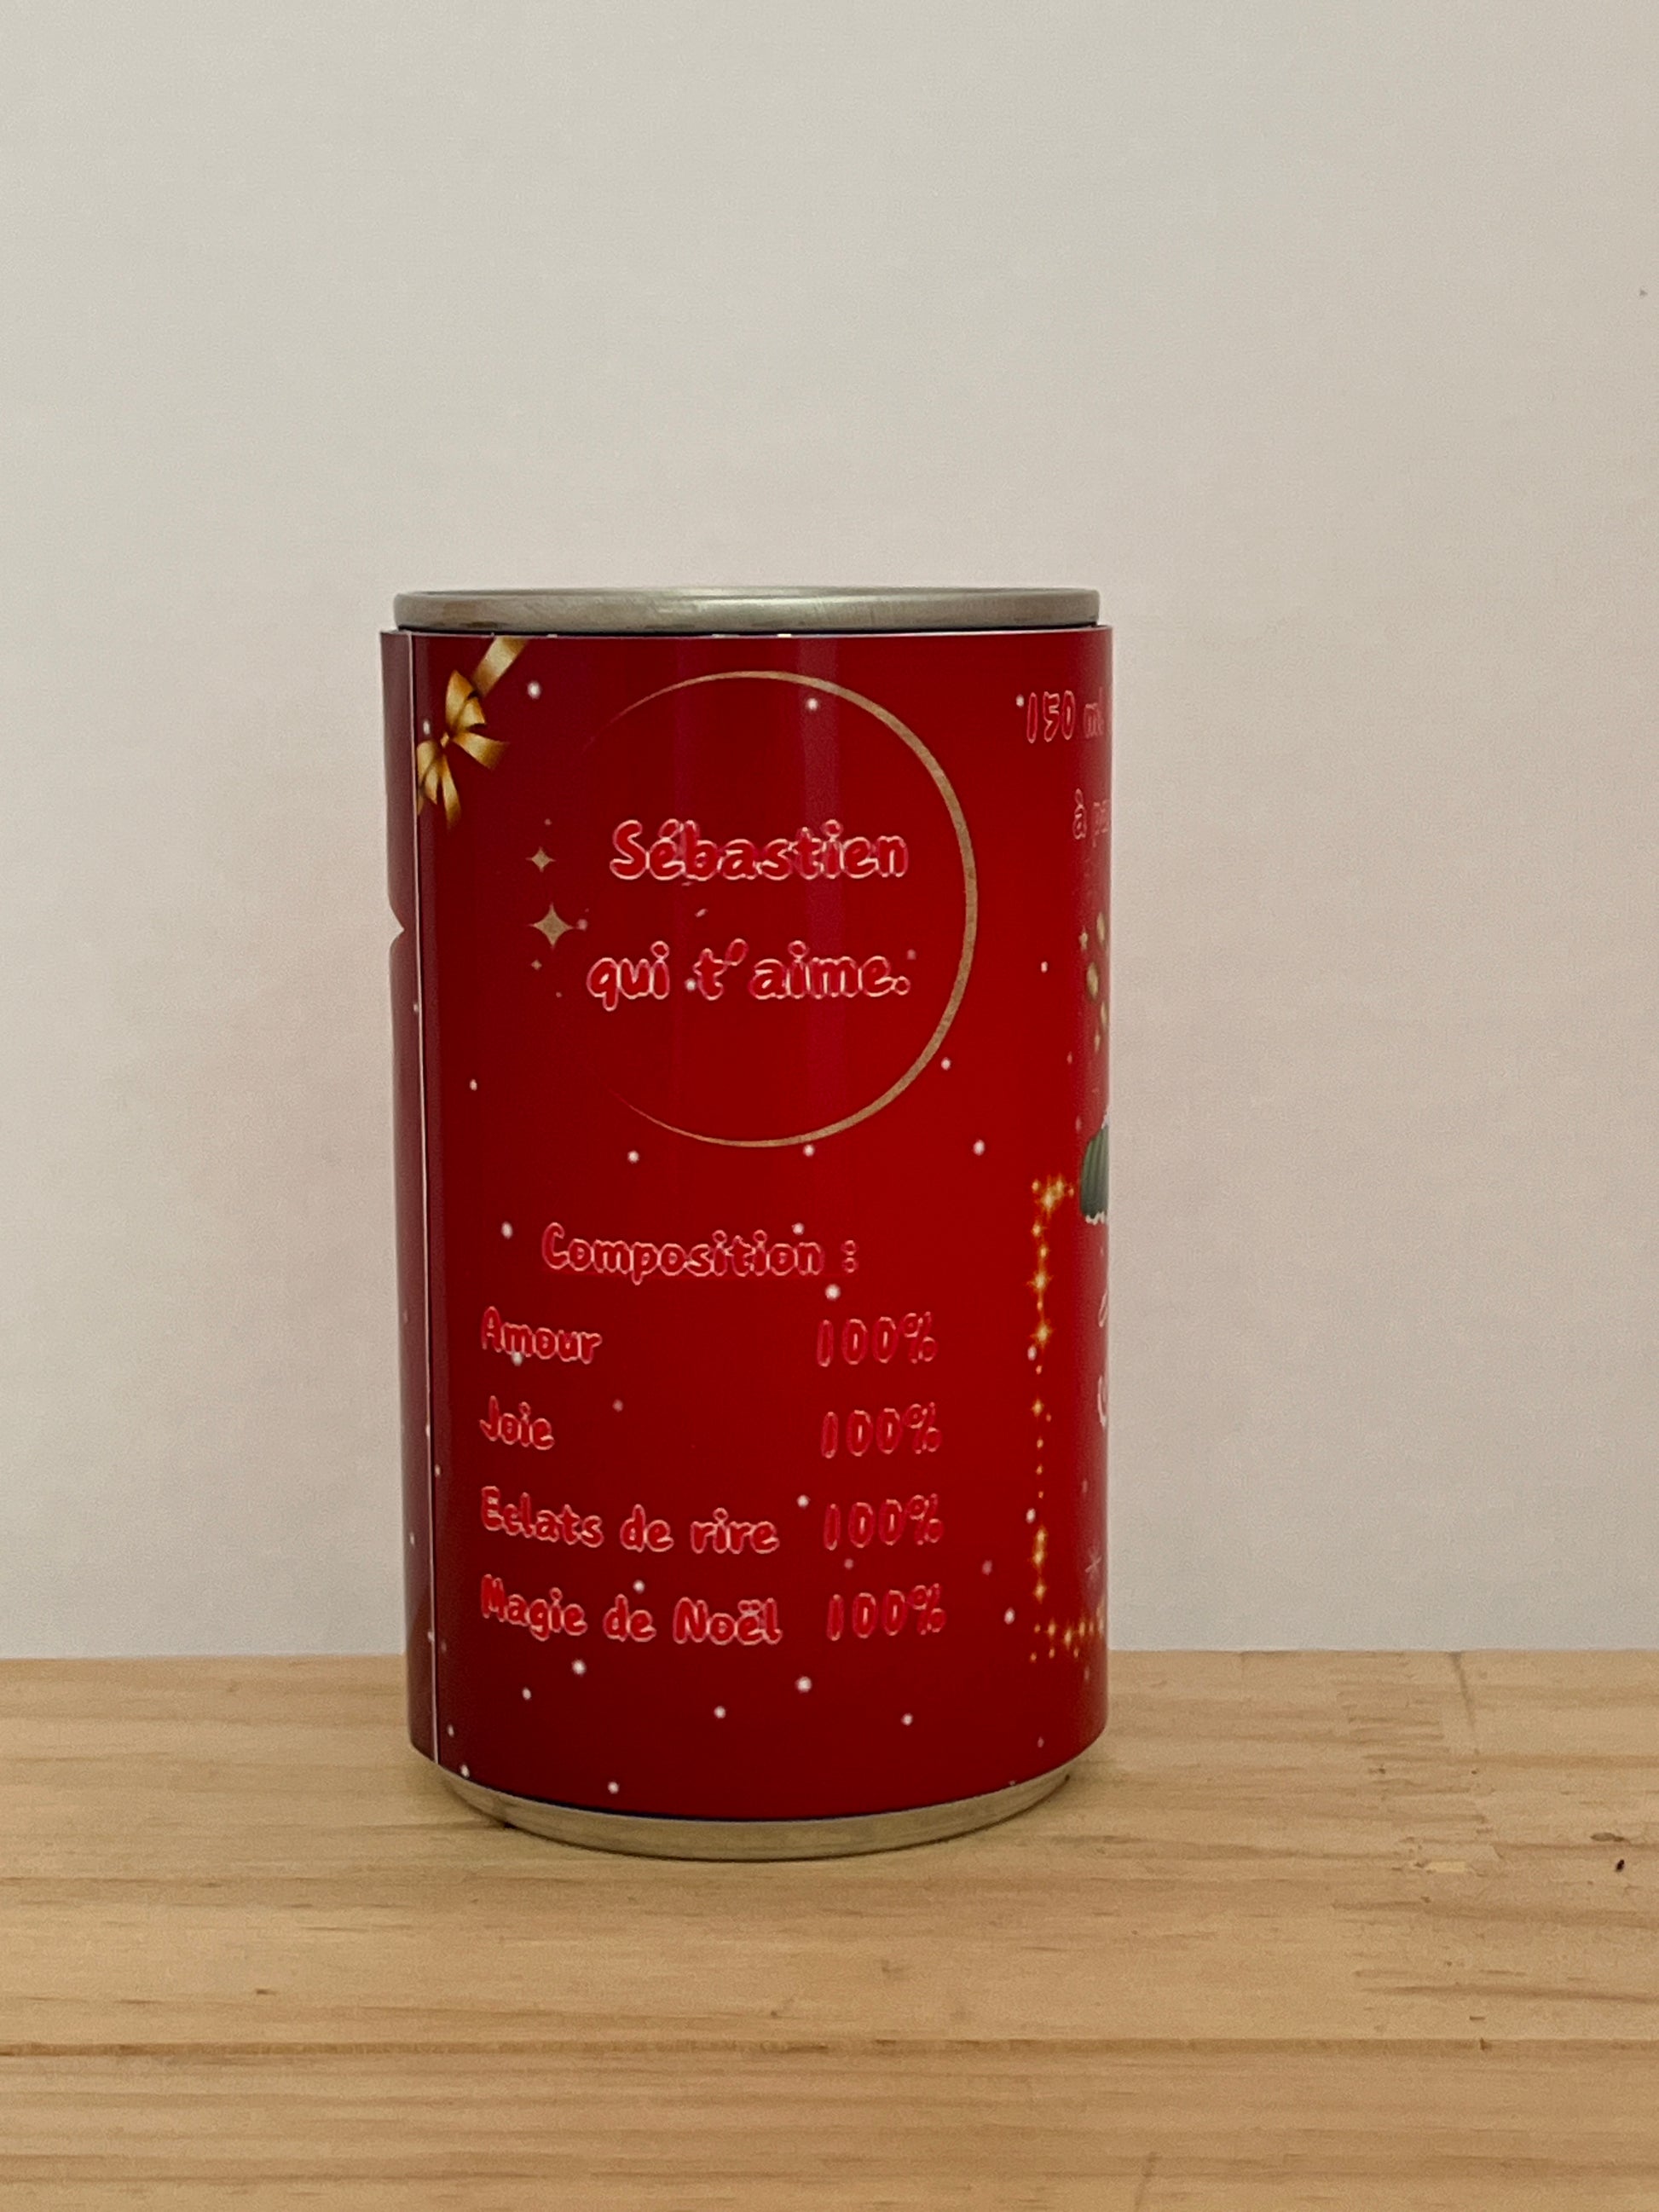 Sébastien
qui t'aime.
Composition :
Amour 100%
Joie 100%
Eclats de rire 100%
Magie de Noël 100%
150 ml
à